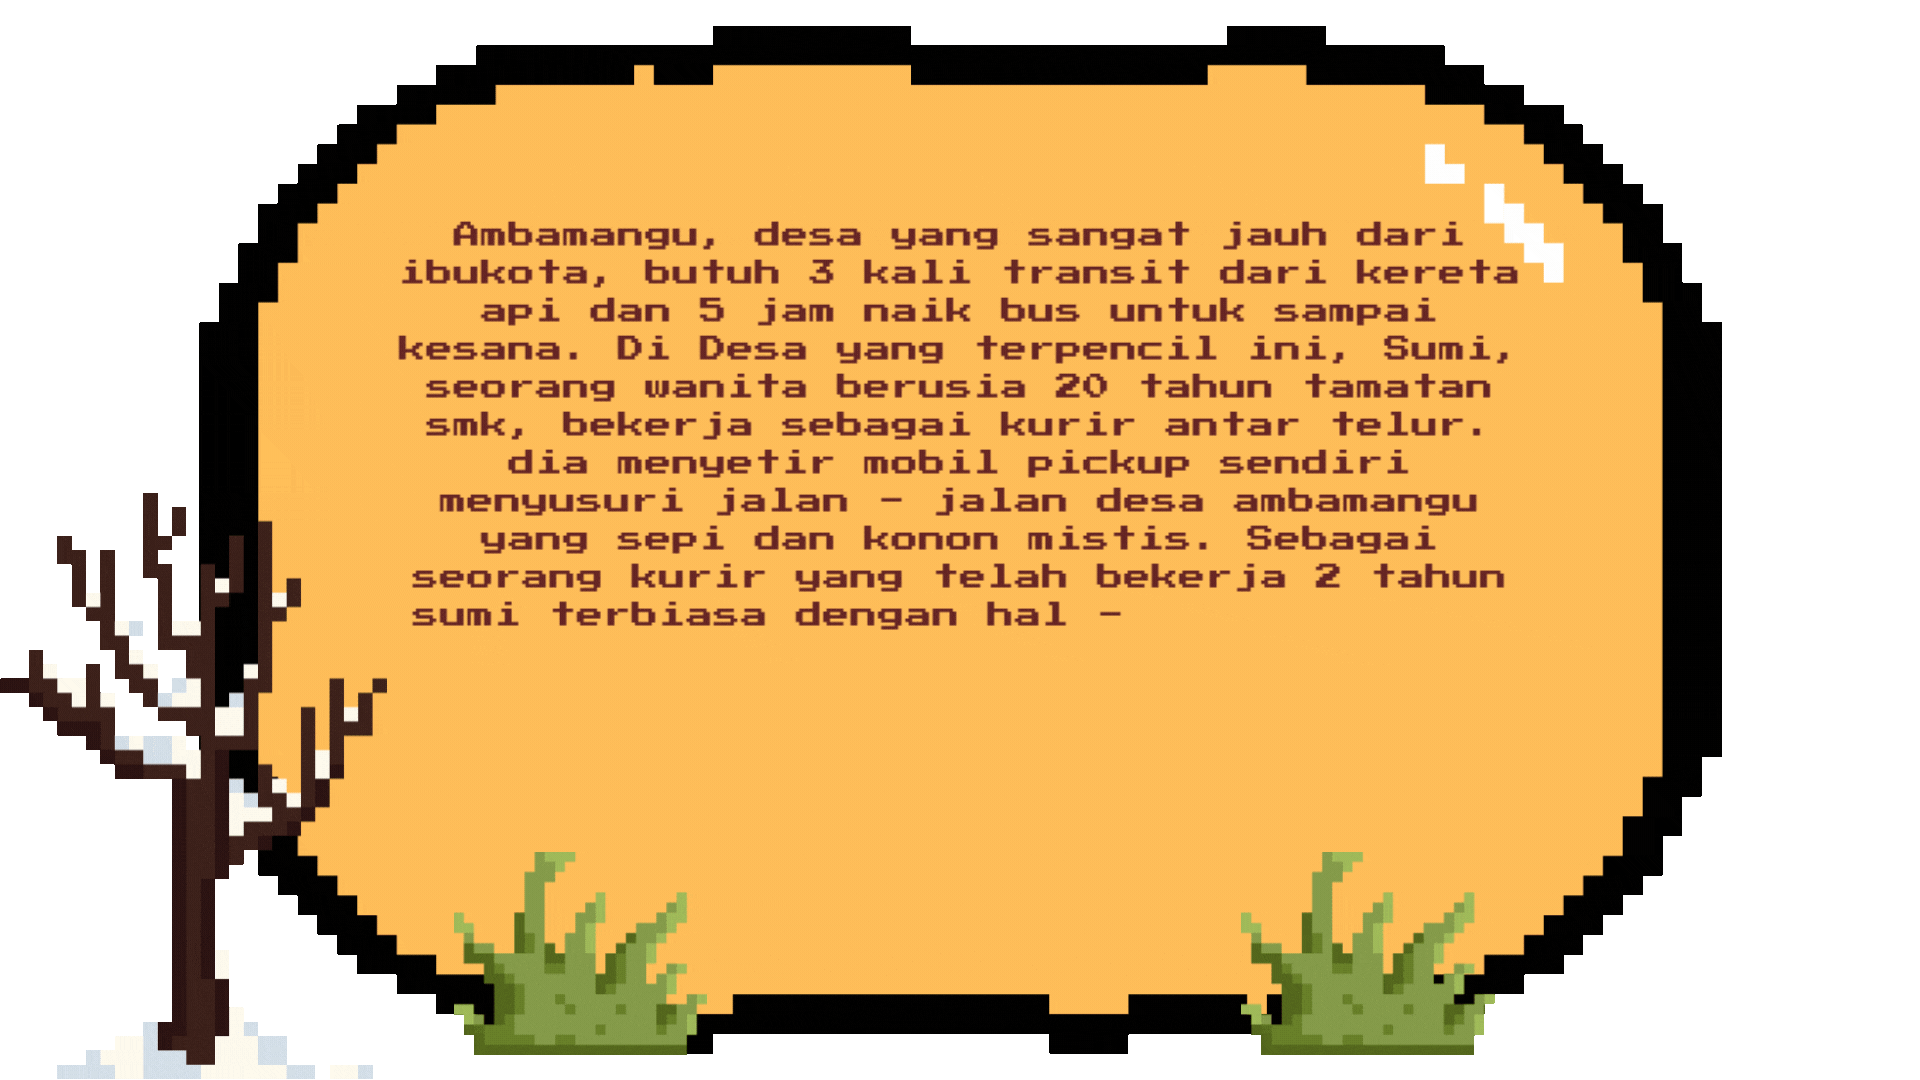 Ambamangu, desa yang sangat jauh dari
ibukota, butuh 3 kali transit dari kereta
api dan 5 jam naik bus untuk sampai
kesana. Di Desa yang terpencil ini, Sumi,
seorang wanita berusia 20 tahun tamatan
smk, bekerja sebagai kurir antar telur.
dia menyetir mobil pickup sendiri
menyusuri jalan - jalan desa ambamangu
yang sepi dan konon mistis. Sebagai
seorang kurir yang telah bekerja 2 tahun
sumi terbiasa dengan hal -